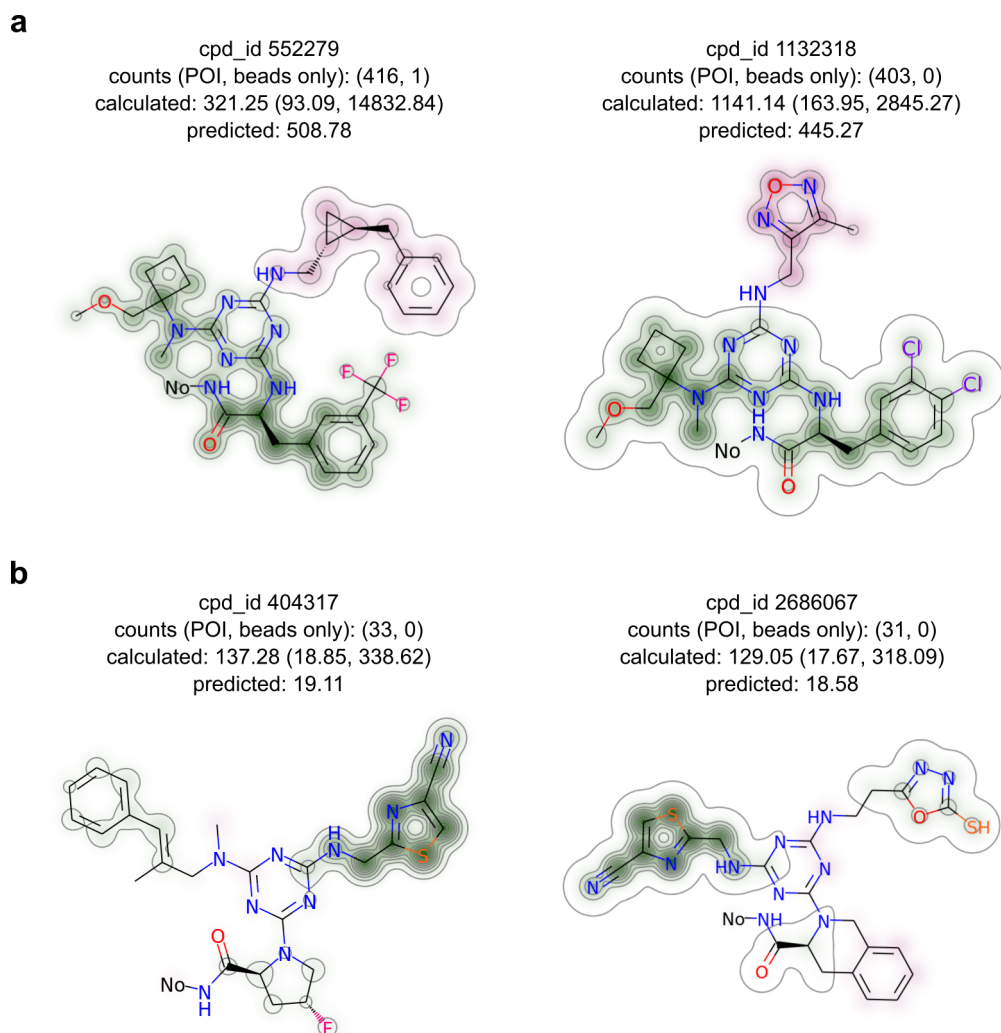 a
cpd_id 552279
counts (POI, beads only): (416, 1)
calculated: 321.25 (93.09, 14832.84)
predicted: 508.78
HN
O
N
N
N
N
N
No
NH
NH
O
F
F
F
cpd_id 1132318
counts (POI, beads only): (403, 0)
calculated: 1141.14 (163.95, 2845.27)
predicted: 445.27
O
N
N
HN
N
N
N
N
NH
O
H
N
No
O
Cl
Cl
b
cpd_id 404317
counts (POI, beads only): (33, 0)
calculated: 137.28 (18.85, 338.62)
predicted: 19.11
N
N
S
H
N
N
N
N
N
N
O
No
N
H
F
cpd_id 2686067
counts (POI, beads only): (31, 0)
calculated: 129.05 (17.67, 318.09)
predicted: 18.58
N
N
O
SH
S
N
N
NH
NH
N
N
N
N
No
NH
O